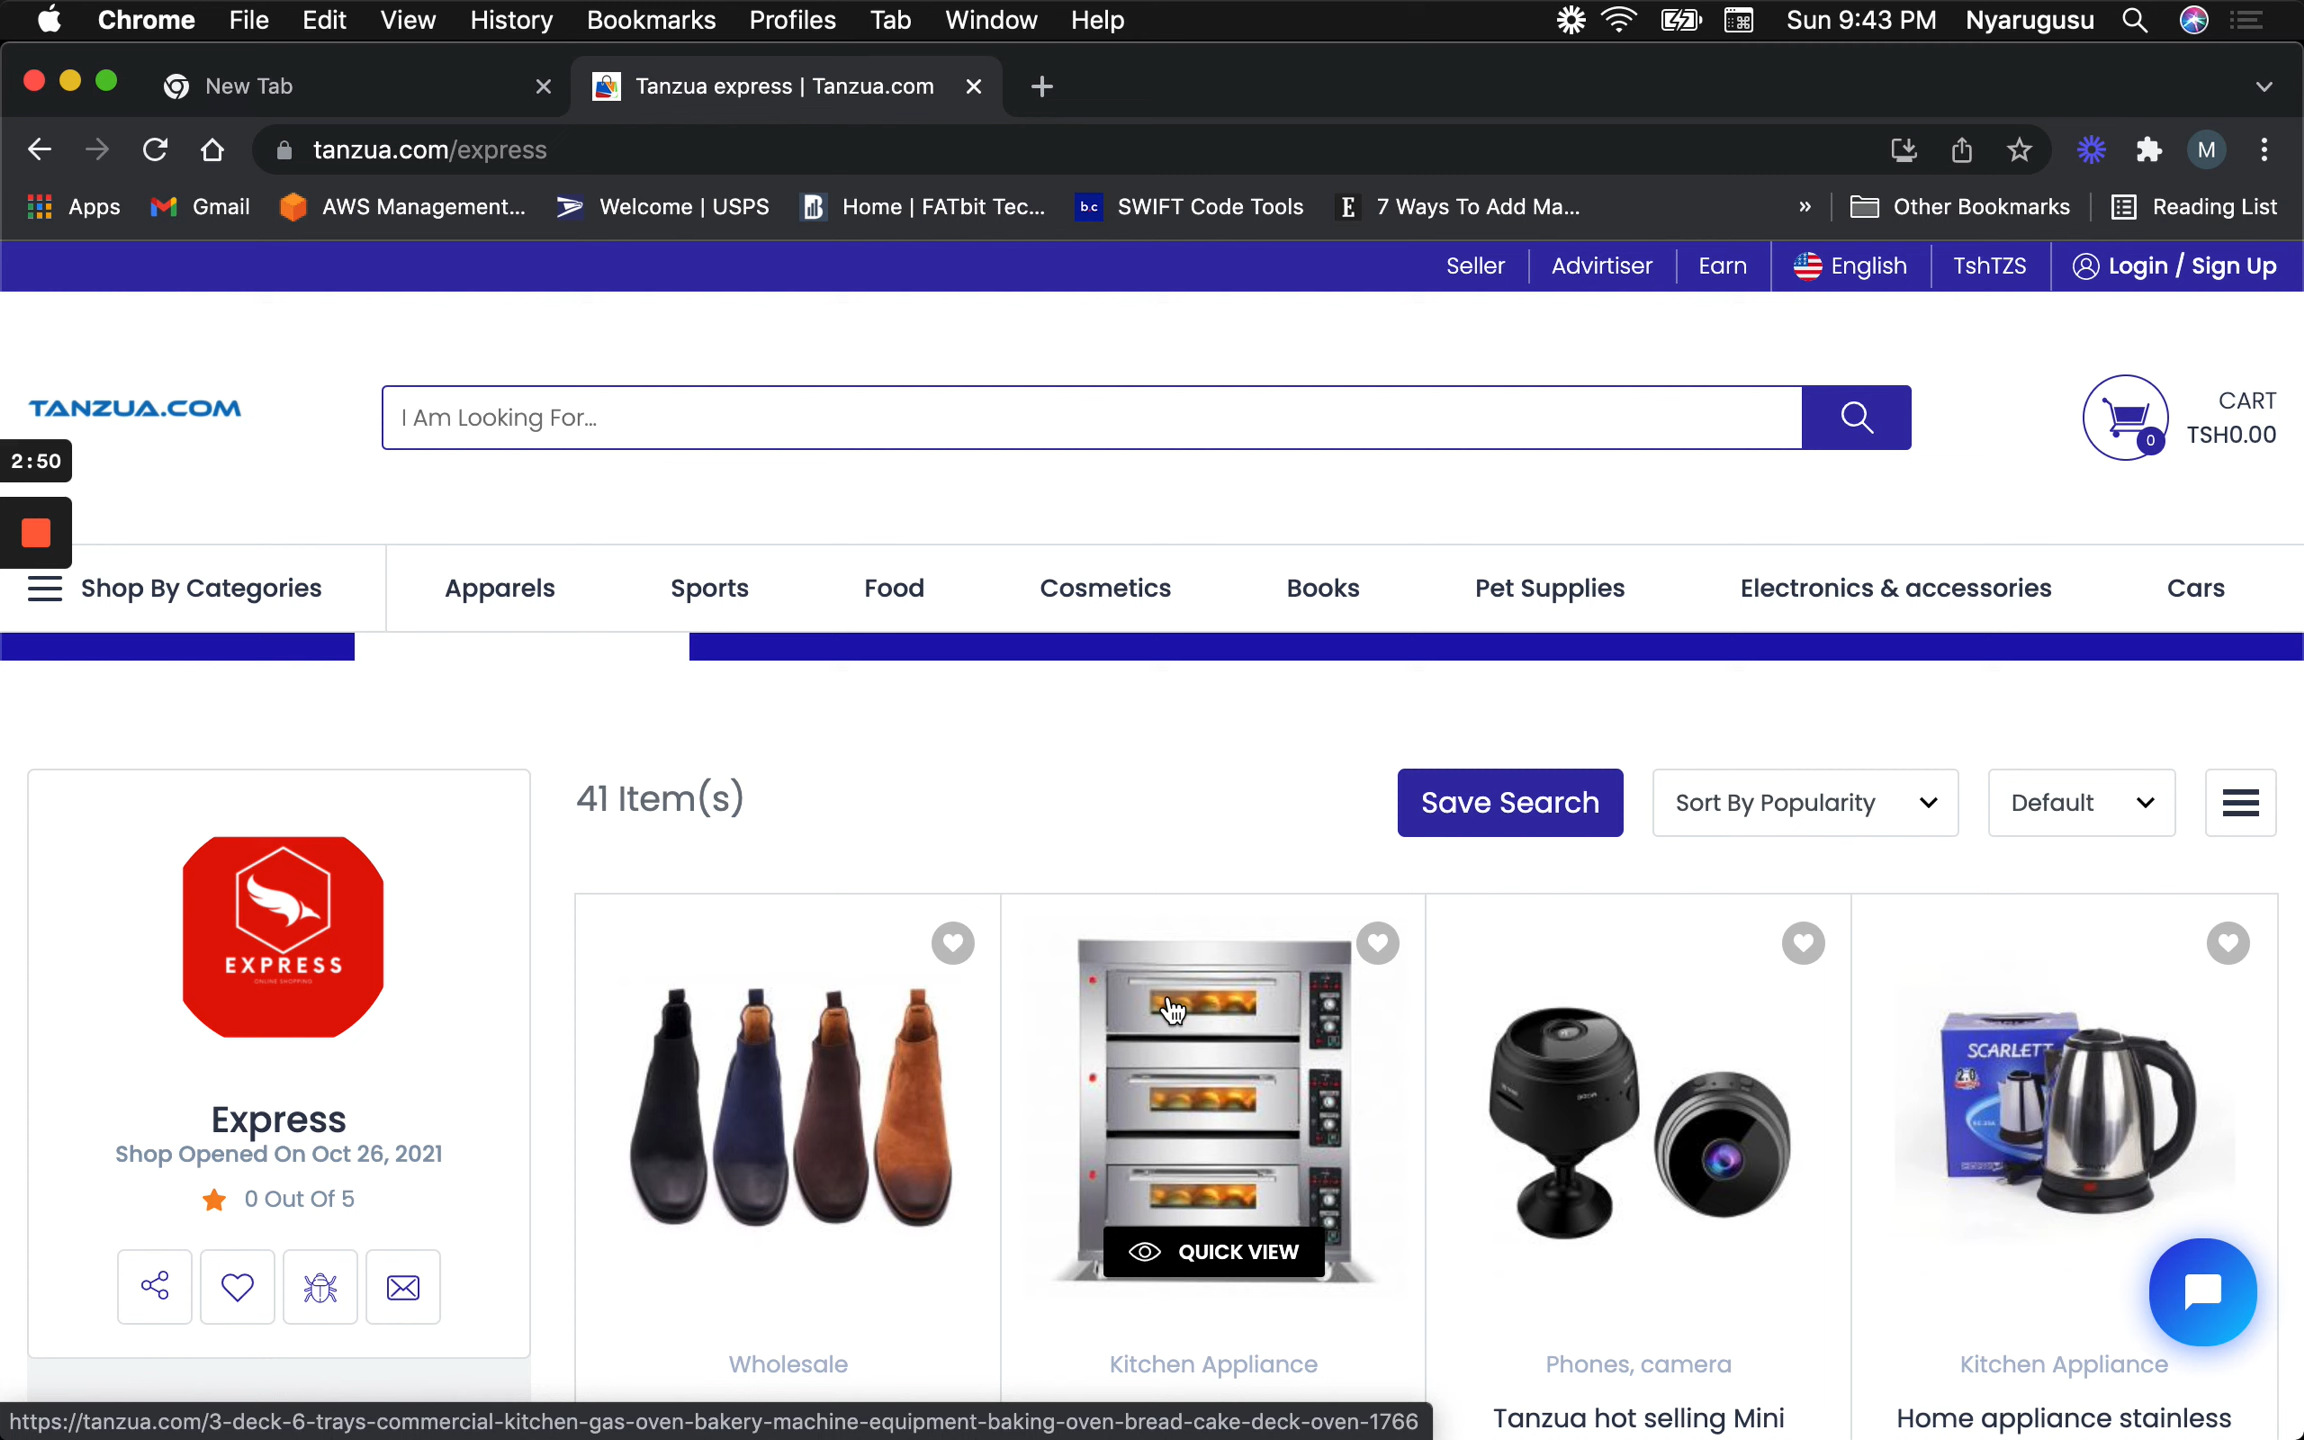 Chrome File Edit View History Bookmarks Profiles Tab Window Help Sun 9:43 PM Nyarugusu
New Tab Tanzua express | Tanzua.com
tanzua.com/express M
Apps Gmail AWS Management... Welcome | USPS Home | FATbit Tec... b.c SWIFT Code Tools E 7 Ways To Add Ma... » Other Bookmarks Reading List
Seller Advirtiser Earn English TshTZS Login / Sign Up
TANZUA.COM
I Am Looking For...
CART
0
TSH0.00
2:50
Shop By Categories Apparels Sports Food Cosmetics Books Pet Supplies Electronics & accessories Cars
41 Item(s)
Save Search Sort By Popularity Default
EXPRESS
ONLINE SHOPPING
Express
Shop Opened On Oct 26, 2021
0 Out Of 5
SCARLETT
2.0
QUICK VIEW
Wholesale Kitchen Appliance Phones, camera Kitchen Appliance
Tanzua hot selling Mini Home appliance stainless
https://tanzua.com/3-deck-6-trays-commercial-kitchen-gas-oven-bakery-machine-equipment-baking-oven-bread-cake-deck-oven-1766